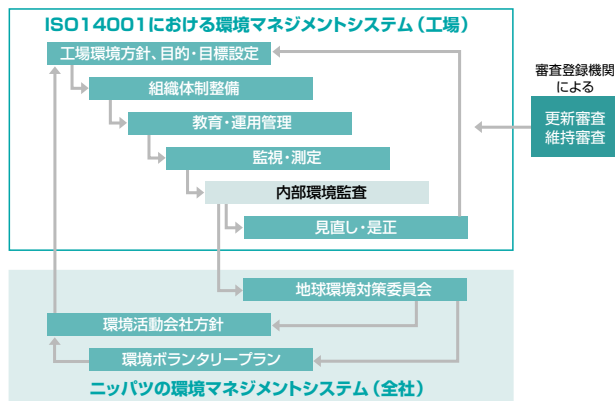 ISO14001における環境マネジメントシステム（工場）
工場環境方針、目的・目標設定
組織体制整備
教育・運用管理
監視・測定
内部環境監査
見直し・是正
審査登録機関
による
更新審査
維持審査
地球環境対策委員会
環境活動会社方針
環境ボランタリープラン
ニッパツの環境マネジメントシステム（全社）